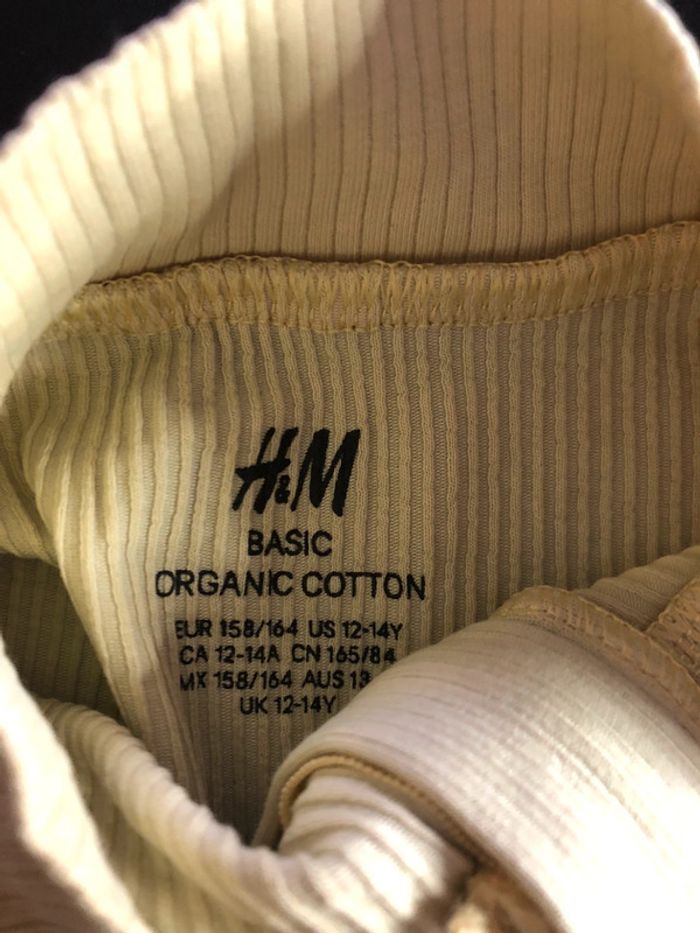 H&M
BASIC
ORGANIC COTTON
EUR 158/164 US 12-14Y
CA 12-14A CN 165/84
MX 158/164 AUS 13
UK 12-14Y